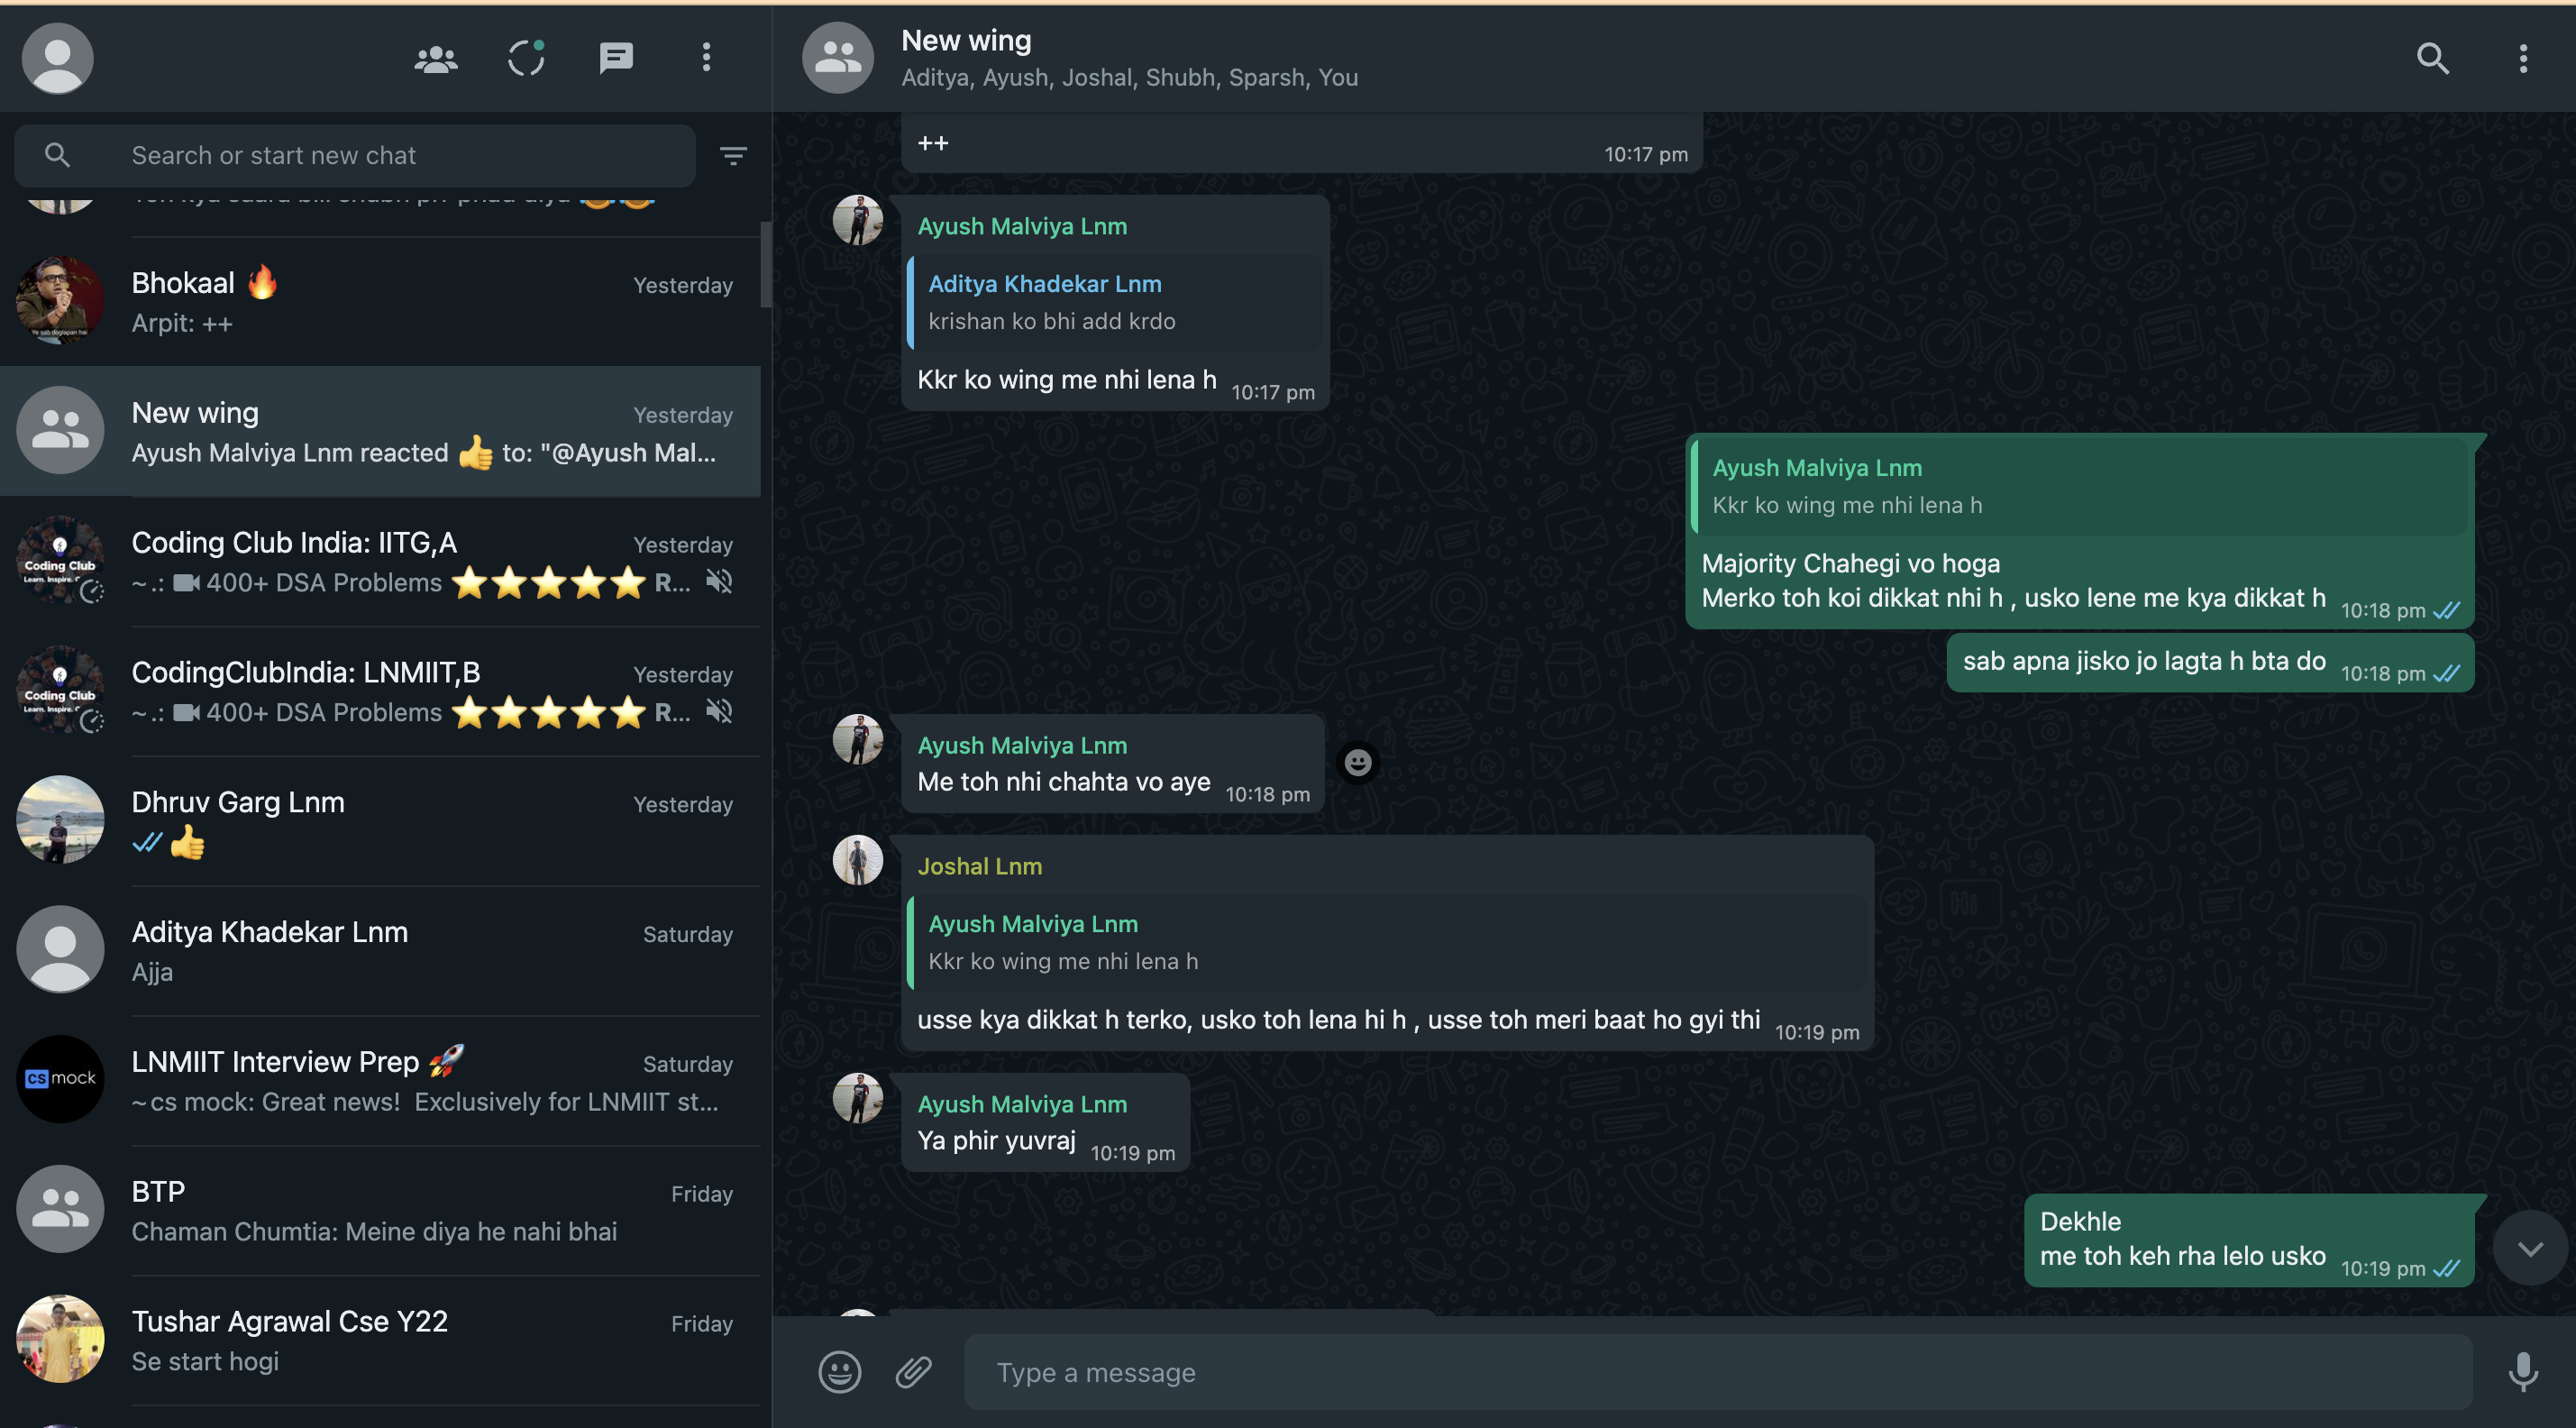 Search or start new chat
Bhokaal 🔥
Yesterday
Arpit: ++
Ye sab doglapan hai
New wing
Yesterday
Ayush Malviya Lnm reacted 👍 to: "@Ayush Mal...
Coding Club India: IITG,A
Yesterday
~ .: 400+ DSA Problems ⭐⭐⭐⭐⭐ R...
Coding Club
CodingClubIndia: LNMIIT,B
Yesterday
~ .: 400+ DSA Problems ⭐⭐⭐⭐⭐ R...
Coding Club
Dhruv Garg Lnm
Yesterday
👍
Aditya Khadekar Lnm
Saturday
Ajja
LNMIIT Interview Prep 🚀
Saturday
~ cs mock: Great news! Exclusively for LNMIIT st...
cs mock
BTP
Friday
Chaman Chumtia: Meine diya he nahi bhai
Tushar Agrawal Cse Y22
Friday
Se start hogi
New wing
Aditya, Ayush, Joshal, Shubh, Sparsh, You
++
10:17 pm
Ayush Malviya Lnm
Aditya Khadekar Lnm
krishan ko bhi add krdo
Kkr ko wing me nhi lena h 10:17 pm
Ayush Malviya Lnm
Kkr ko wing me nhi lena h
Majority Chahegi vo hoga
Merko toh koi dikkat nhi h , usko lene me kya dikkat h 10:18 pm
sab apna jisko jo lagta h bta do 10:18 pm
Ayush Malviya Lnm
Me toh nhi chahta vo aye 10:18 pm
Joshal Lnm
Ayush Malviya Lnm
Kkr ko wing me nhi lena h
usse kya dikkat h terko, usko toh lena hi h , usse toh meri baat ho gyi thi 10:19 pm
Ayush Malviya Lnm
Ya phir yuvraj 10:19 pm
Dekhle
me toh keh rha lelo usko 10:19 pm
Type a message